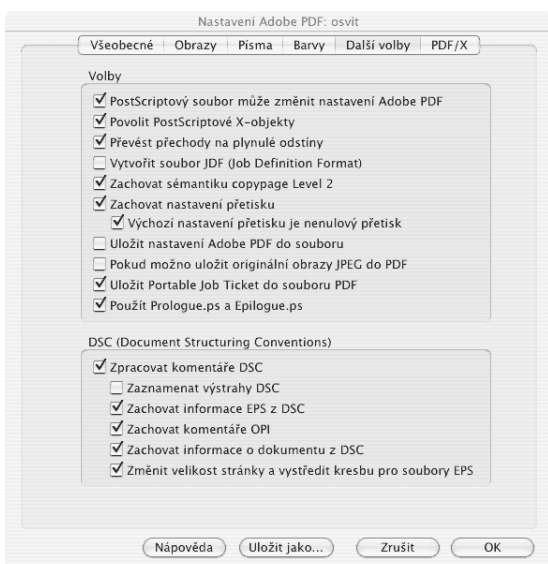 Nastavení Adobe PDF: osvit
Všeobecné Obrazy Písma Barvy Další volby PDF/X
Volby
PostScriptový soubor může změnit nastavení Adobe PDF
Povolit PostScriptové X-objekty
Převést přechody na plynulé odstíny
Vytvořit soubor JDF (Job Definition Format)
Zachovat sémantiku copypage Level 2
Zachovat nastavení přetisku
Výchozí nastavení přetisku je nenulový přetisk
Uložit nastavení Adobe PDF do souboru
Pokud možno uložit originální obrazy JPEG do PDF
Uložit Portable Job Ticket do souboru PDF
Použít Prologue.ps a Epilogue.ps
DSC (Document Structuring Conventions)
Zpracovat komentáře DSC
Zaznamenat výstrahy DSC
Zachovat informace EPS z DSC
Zachovat komentáře OPI
Zachovat informace o dokumentu z DSC
Změnit velikost stránky a vystředit kresbu pro soubory EPS
Nápověda Uložit jako... Zrušit OK